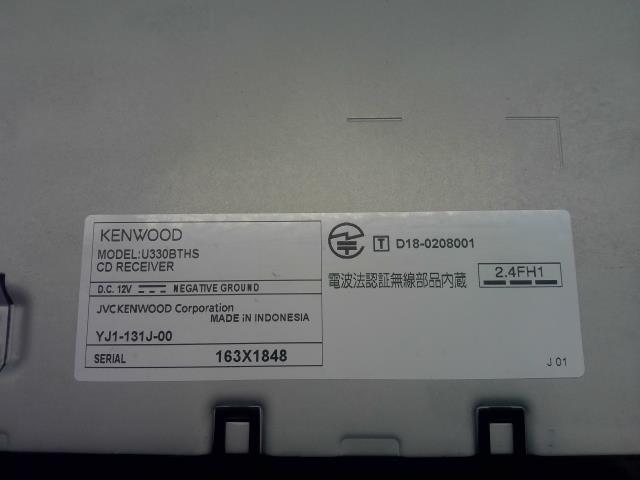 KENWOOD
MODEL:U330BTHS
CD RECEIVER
D.C. 12V NEGATIVE GROUND
JVCKENWOOD Corporation
MADE iN INDONESIA
YJ1-131J-00
SERIAL 163X1848
T D18-0208001
電波法認証無線部品内蔵 2.4FH1
J 01